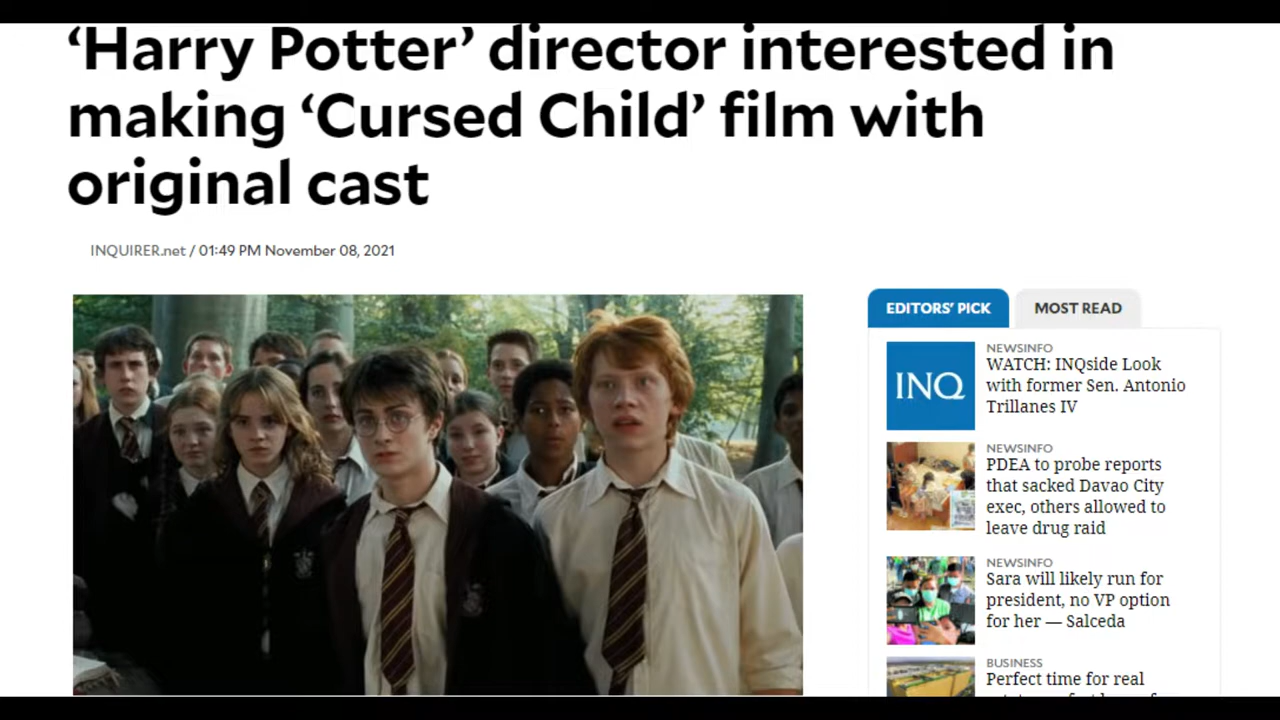 ‘Harry Potter’ director interested in
making ‘Cursed Child’ film with
original cast
INQUIRER.net / 01:49 PM November 08, 2021
EDITORS’ PICK
MOST READ
INQ
NEWSINFO
WATCH: INQside Look
with former Sen. Antonio
Trillanes IV
NEWSINFO
PDEA to probe reports
that sacked Davao City
exec, others allowed to
leave drug raid
NEWSINFO
Sara will likely run for
president, no VP option
for her — Salceda
BUSINESS
Perfect time for real